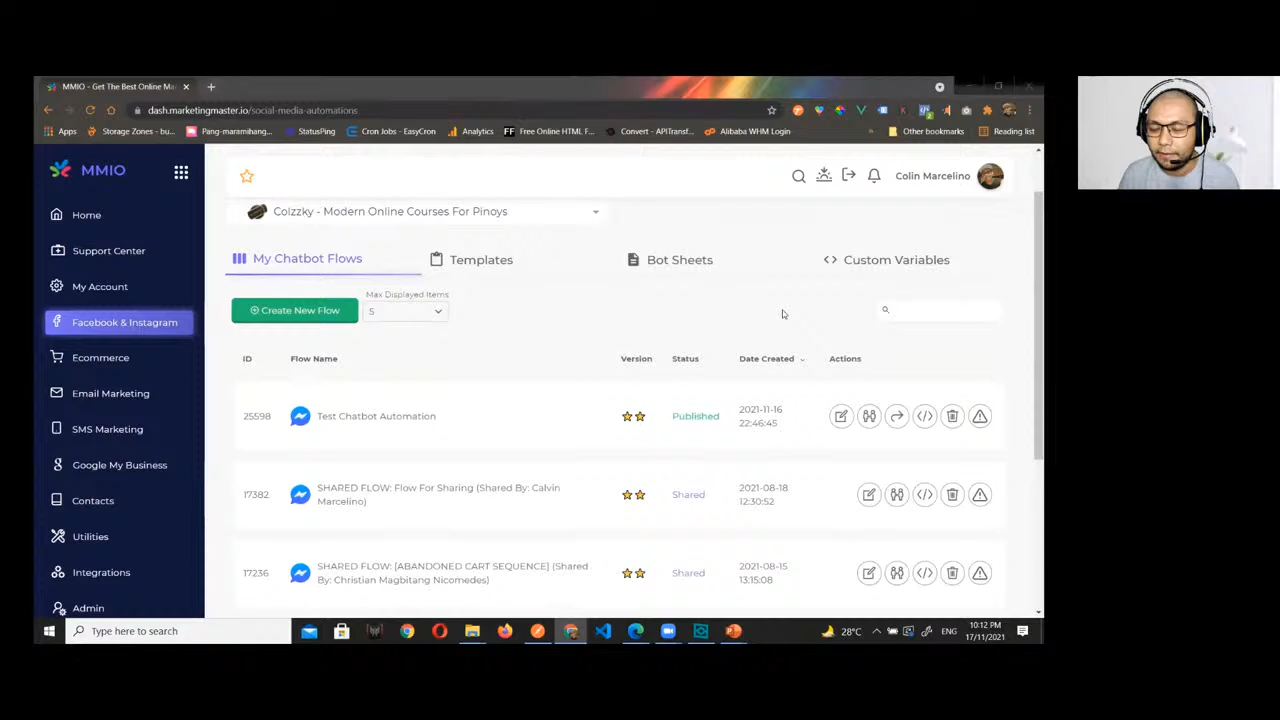 MMIO - Get The Best Online Ma
dash.marketingmaster.io/social-media-automations
Apps
Storage Zones - bu...
Pang-maramihang...
StatusPing
Cron Jobs - EasyCron
Analytics
FF Free Online HTML F...
Convert - APITransf...
Alibaba WHM Login
»
Other bookmarks
Reading list
MMIO
Colin Marcelino
Home
Support Center
My Account
Facebook & Instagram
Ecommerce
Email Marketing
SMS Marketing
Google My Business
Contacts
Utilities
Integrations
Admin
Colzzky - Modern Online Courses For Pinoys
My Chatbot Flows
Templates
Bot Sheets
Custom Variables
Create New Flow
Max Displayed Items
5
ID Flow Name Version Status Date Created Actions
25598 Test Chatbot Automation Published 2021-11-16
22:46:45
17382 SHARED FLOW: Flow For Sharing (Shared By: Calvin
Marcelino)
Shared
2021-08-18
12:30:52
17236 SHARED FLOW: [ABANDONED CART SEQUENCE] (Shared
By: Christian Magbitang Nicomedes)
Shared
2021-08-15
13:15:08
Type here to search
28°C
ENG
10:12 PM
17/11/2021